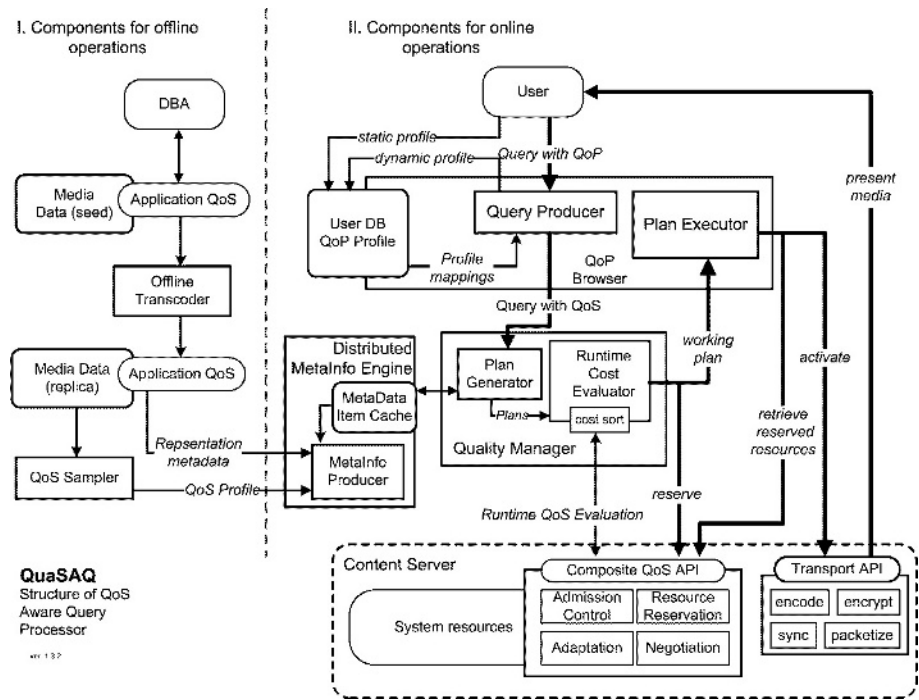 I. Components for offline
operations
II. Components for online
operations
DBA
User
static profile
Query with QoP
dynamic profile
present
media
Media
Data (seed)
Application QoS
User DB
QoP Profile
Query Producer
Plan Executor
Profile
mappings
QoP
Browser
Offline
Transcoder
Query with QoS
Distributed
MetaInfo Engine
Plan
Generator
Runtime
Cost
Evaluator
working
plan
activate
Media Data
(replica)
Application QoS
MetaData
Item Cache
Plans
cost sort
Quality Manager
retrieve
reserved
rosources
Repsentation
metadata
MetaInfo
Producer
QoS Sampler
QoS Profile
reserve
Runtime QoS Evaluation
QuaSAQ
Structure of QoS
Aware Query
Processor
Content Server
Composite QoS API
Transport API
System resources
Admission
Control
Resource
Reservation
Adaptation
Negotiation
encode
encrypt
sync
packetize